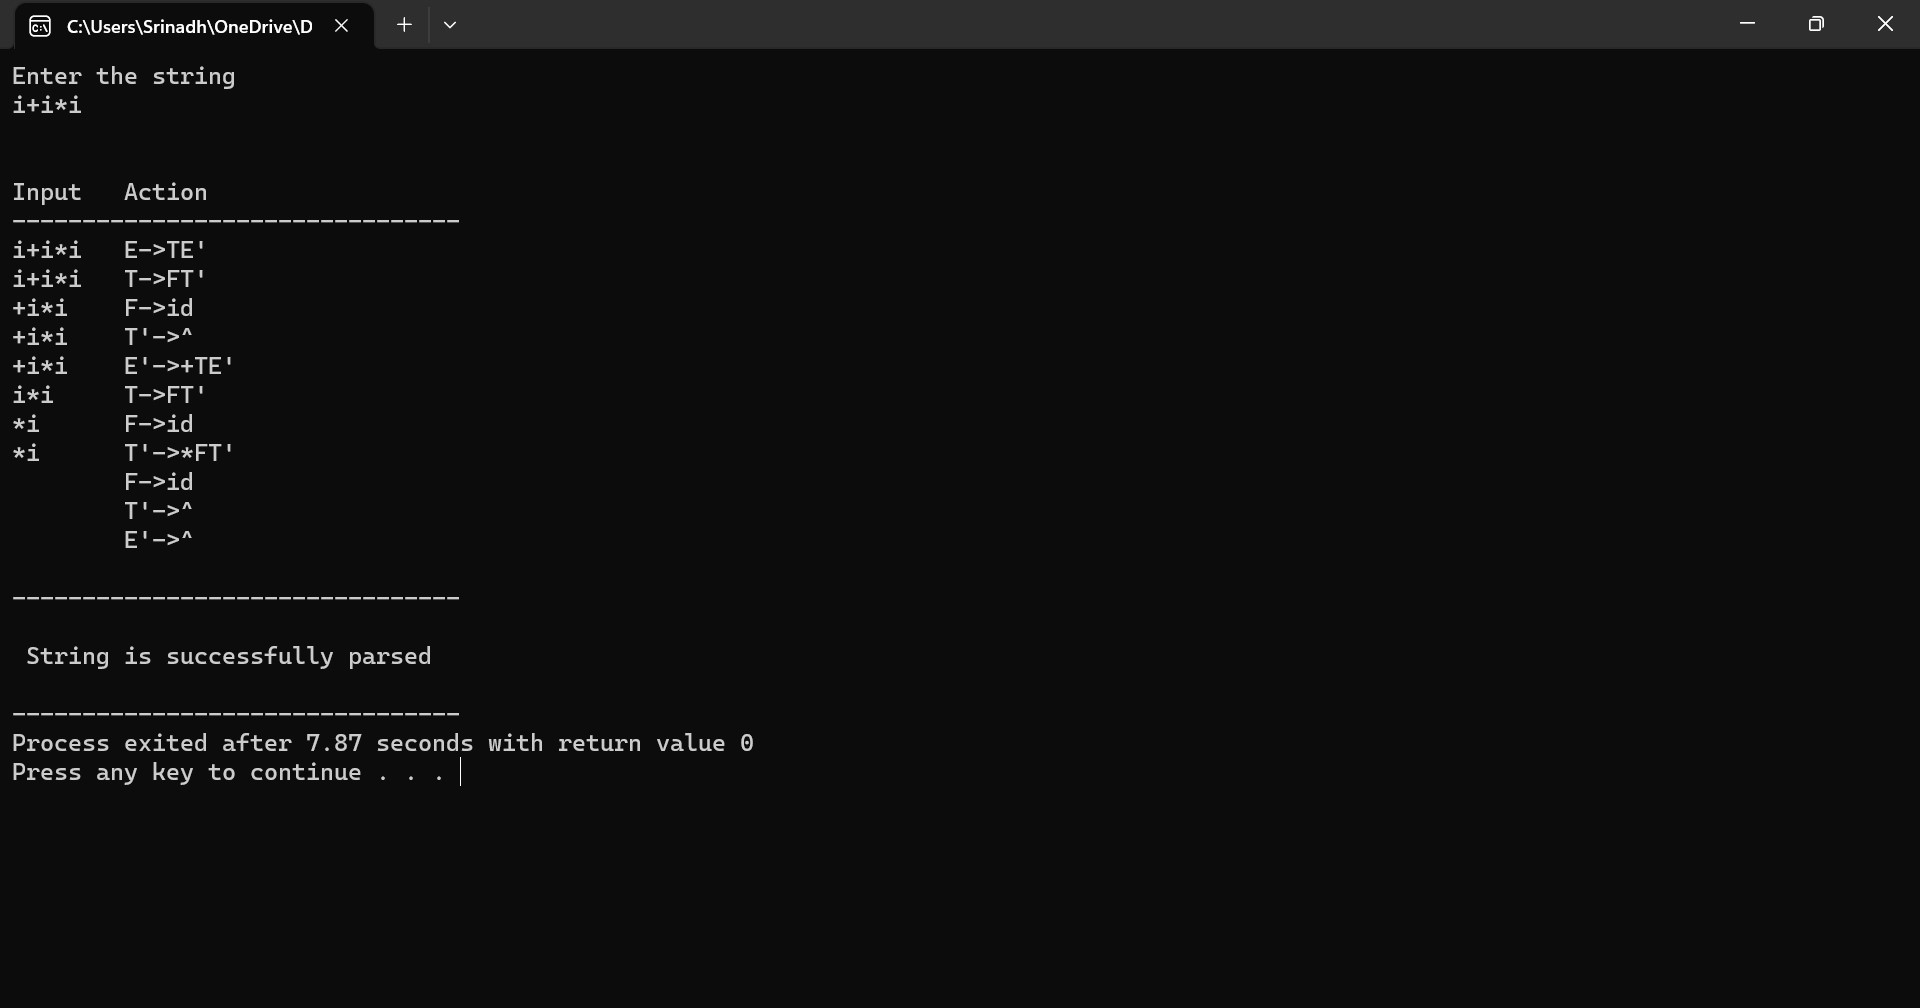 C:\Users\Srinadh\OneDrive\D
Enter the string
i+i*i
Input   Action
--------------------------------
i+i*i   E->TE'
i+i*i   T->FT'
+i*i    F->id
+i*i    T'->^
+i*i    E'->+TE'
i*i     T->FT'
*i      F->id
*i      T'->*FT'
F->id
T'->^
E'->^
--------------------------------
String is successfully parsed
--------------------------------
Process exited after 7.87 seconds with return value 0
Press any key to continue . . .